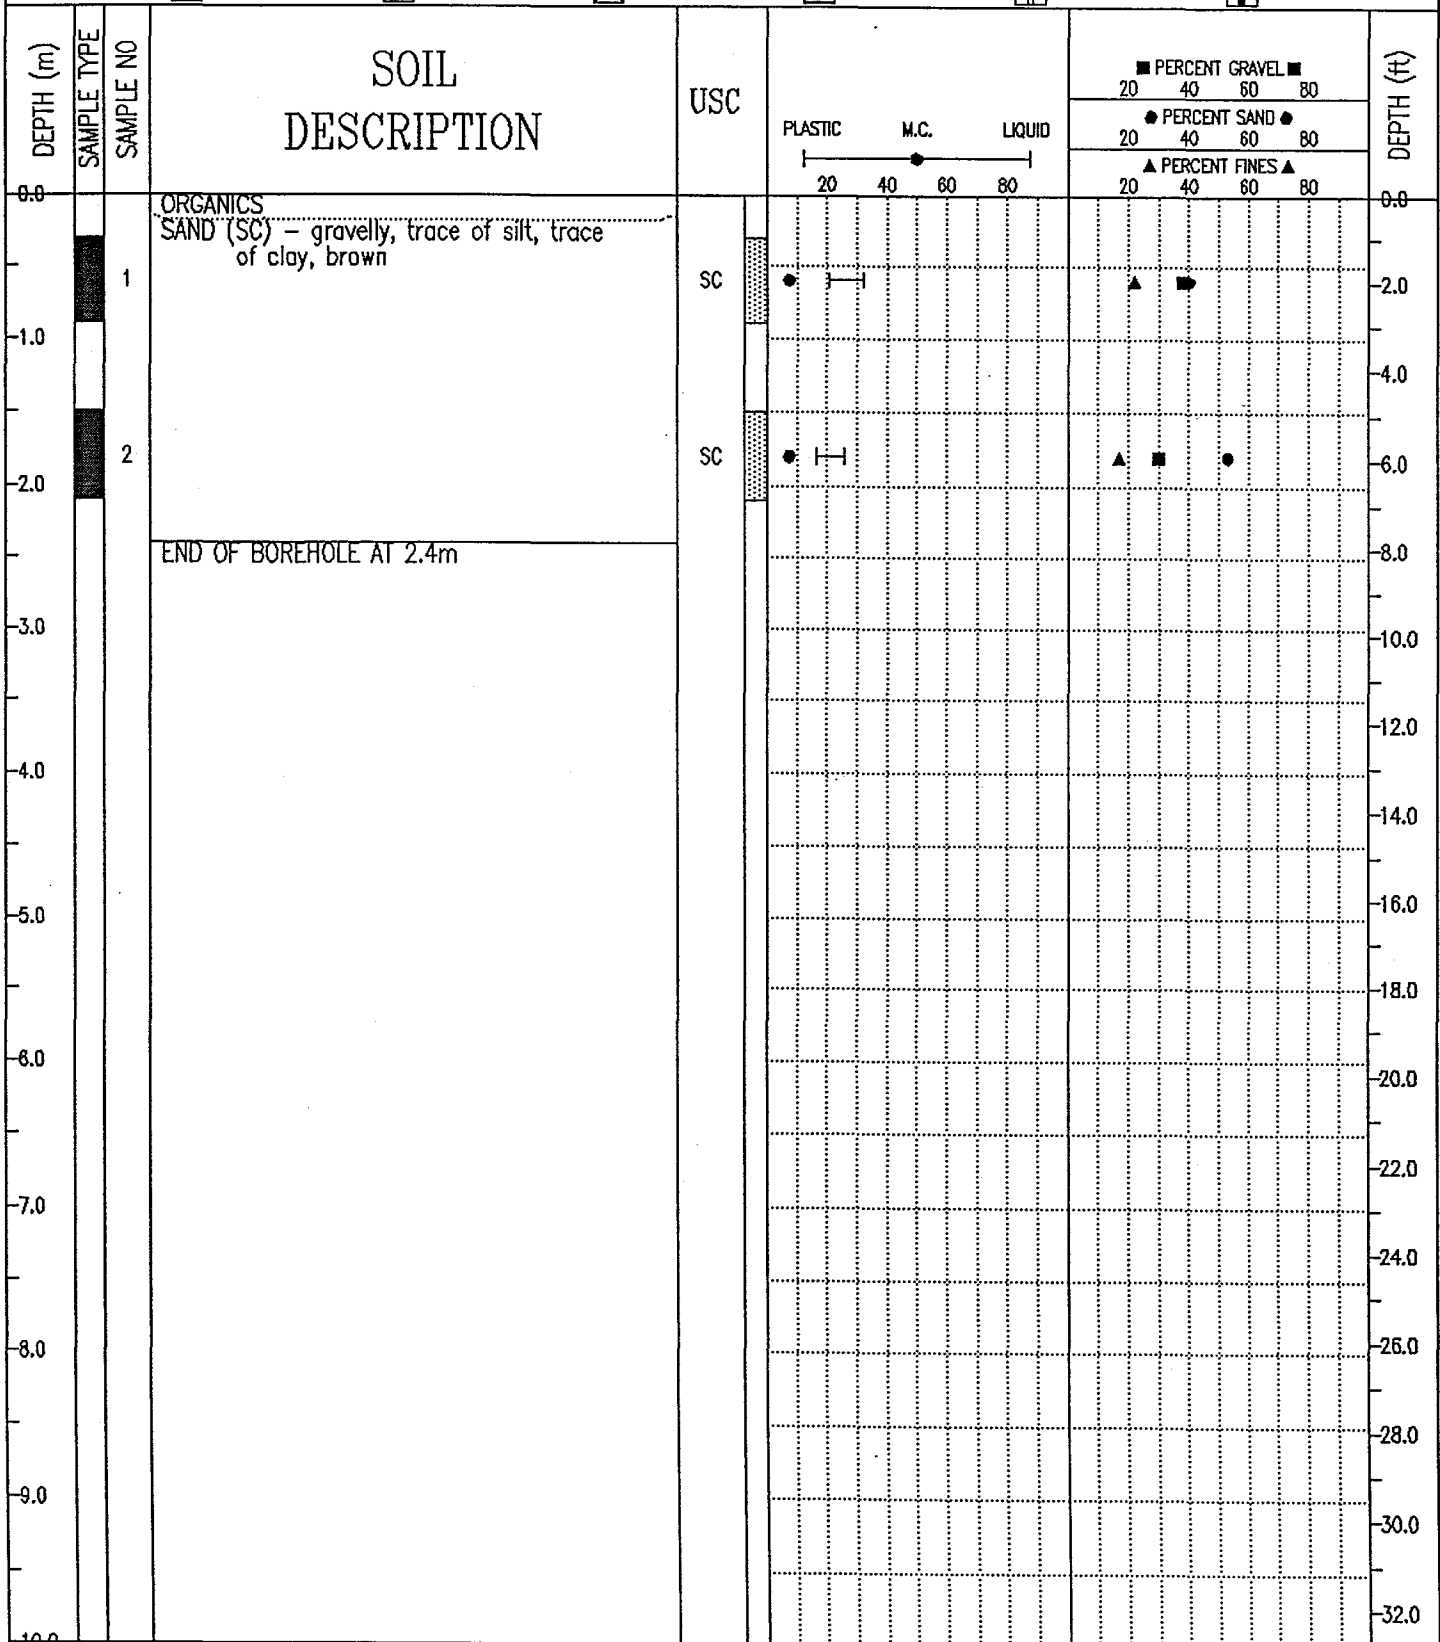 DEPTH (m)
SAMPLE TYPE
SAMPLE NO
SOIL
DESCRIPTION
USC
PLASTIC M.C. LIQUID
20 40 60 80
■ PERCENT GRAVEL ■
20 40 60 80
● PERCENT SAND ●
20 40 60 80
▲ PERCENT FINES ▲
20 40 60 80
DEPTH (ft)
0.0 0.0
ORGANICS
SAND (SC) – gravelly, trace of silt, trace
of clay, brown
1 SC
2.0
1.0
4.0
2 SC
6.0
2.0
END OF BOREHOLE AT 2.4m
8.0
3.0
10.0
12.0
4.0
14.0
16.0
5.0
18.0
6.0
20.0
22.0
7.0
24.0
26.0
8.0
28.0
9.0
30.0
32.0